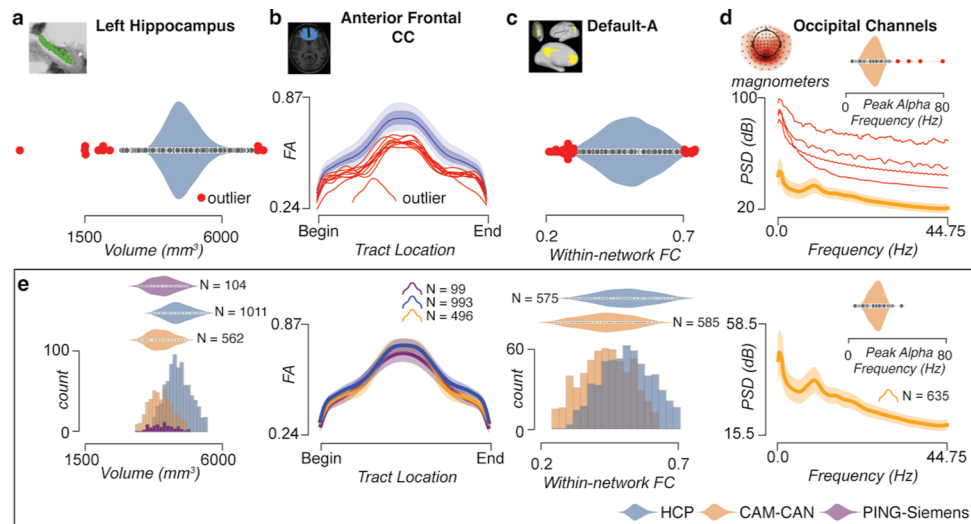 a
Left Hippocampus
outlier
1500
6000
Volume (mm³)
b
Anterior Frontal
CC
0.87
FA
0.24
outlier
Begin
End
Tract Location
c
Default-A
0.2
0.7
Within-network FC
d
Occipital Channels
magnometers
0
80
Peak Alpha
Frequency (Hz)
100
PSD (dB)
20
0.0
44.75
Frequency (Hz)
e
N = 104
N = 1011
N = 562
100
count
0
1500
6000
Volume (mm³)
N = 99
N = 993
N = 496
0.87
FA
0.24
Begin
End
Tract Location
N = 575
N = 585
60
count
0
0.2
0.7
Within-network FC
0
80
Peak Alpha
Frequency (Hz)
58.5
PSD (dB)
N = 635
15.5
0.0
44.75
Frequency (Hz)
HCP
CAM-CAN
PING-Siemens